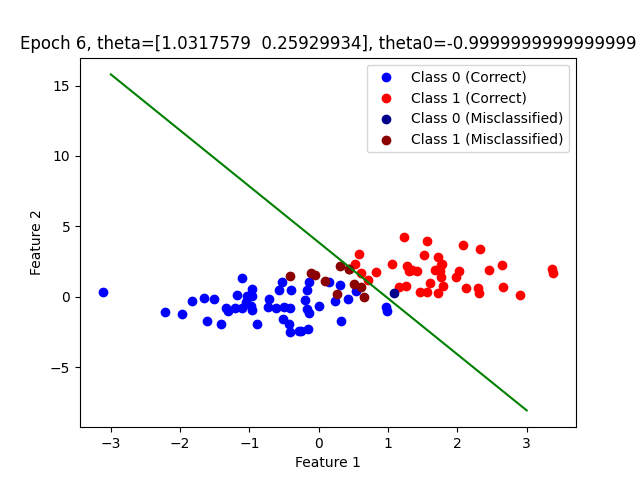 Epoch 6, theta=[1.0317579  0.25929934], theta0=-0.9999999999999999
Class 0 (Correct)
Class 1 (Correct)
Class 0 (Misclassified)
Class 1 (Misclassified)
15
10
5
0
−5
Feature 2
−3 −2 −1 0 1 2 3
Feature 1